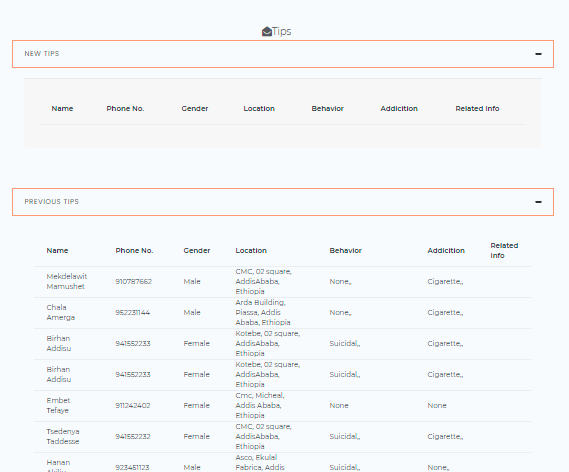 Tips
NEW TIPS
Name Phone No. Gender Location Behavior Addicition Related Info
PREVIOUS TIPS
Name Phone No. Gender Location Behavior Addicition Related Info
Mekdelawit Mamushet 910787662 Male CMC, 02 square, AddisAbaba, Ethiopia None,, Cigarette,,
Chala Amerga 952231144 Male Arda Building, Piassa, Addis Ababa, Ethiopia None,, Cigarette,,
Birhan Addisu 941552233 Female Kotebe, 02 square, AddisAbaba, Ethiopia Suicidal,, Cigarette,,
Birhan Addisu 941552233 Female Kotebe, 02 square, AddisAbaba, Ethiopia Suicidal,, Cigarette,,
Embet Tefaye 911242402 Female Cmc, Micheal, Addis Ababa, Ethiopia None None
Tsedenya Taddesse 941552232 Female CMC, 02 square, AddisAbaba, Ethiopia Suicidal,, Cigarette,,
Hanan 923451123 Male Asco, Ekulal Fabrica, Addis Suicidal,, None,,